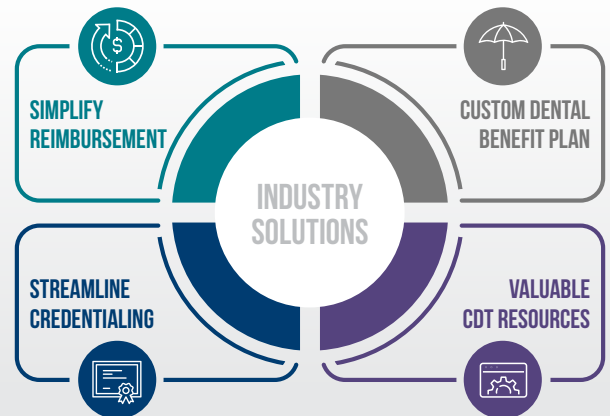 SIMPLIFY
REIMBURSEMENT
CUSTOM DENTAL
BENEFIT PLAN
INDUSTRY
SOLUTIONS
STREAMLINE
CREDENTIALING
VALUABLE
CDT RESOURCES
$